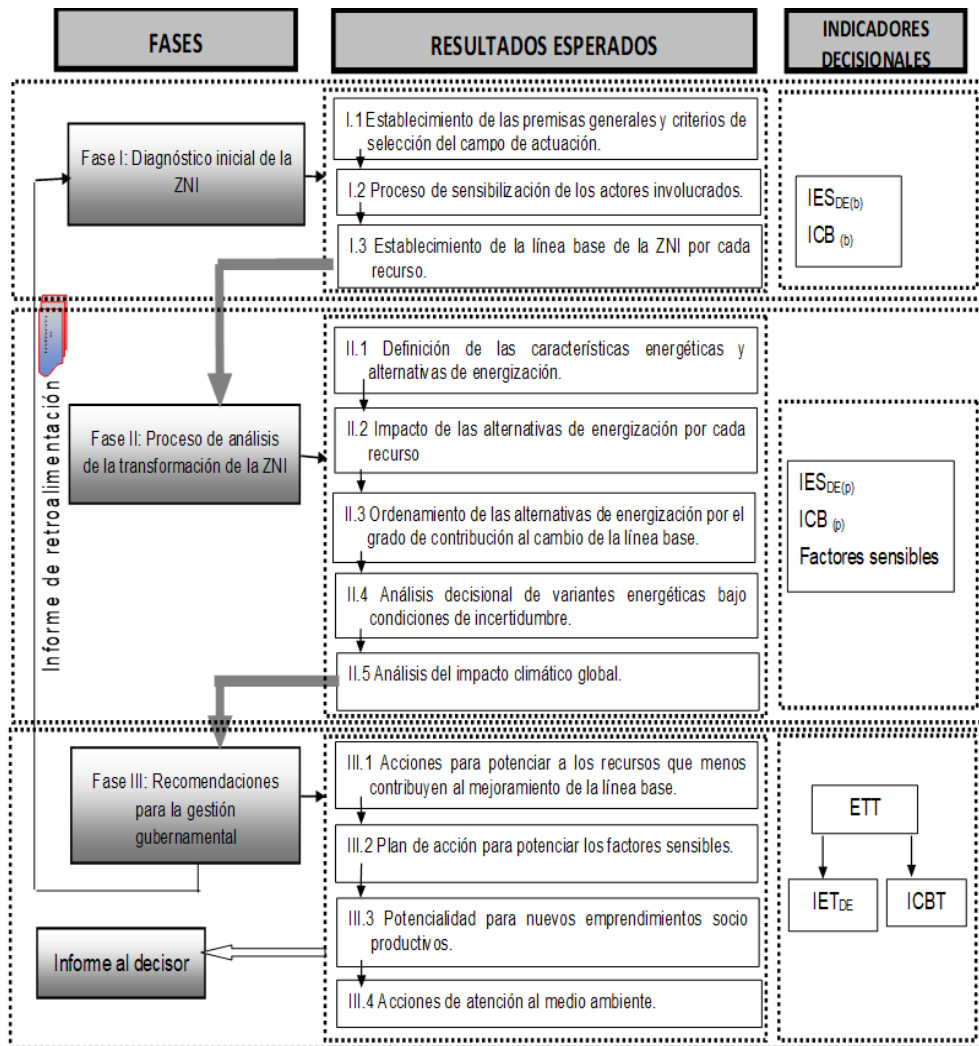 FASES
RESULTADOS ESPERADOS
INDICADORES
DECISIONALES
Fase I: Diagnóstico inicial de la
ZNI
I.1 Establecimiento de las premisas generales y criterios de
selección del campo de actuación.
I.2 Proceso de sensibilización de los actores involucrados.
I.3 Establecimiento de la línea base de la ZNI por cada
recurso.
IES DE(b)
ICB (b)
Informe de retroalimentación
Fase II: Proceso de análisis
de la transformación de la ZNI
II.1 Definición de las características energéticas y
alternativas de energización.
II.2 Impacto de las alternativas de energización por cada
recurso
II.3 Ordenamiento de las alternativas de energización por el
grado de contribución al cambio de la línea base.
II.4 Análisis decisional de variantes energéticas bajo
condiciones de incertidumbre.
II.5 Análisis del impacto climático global.
IES DE(p)
ICB (p)
Factores sensibles
Fase III: Recomendaciones
para la gestión
gubernamental
III.1 Acciones para potenciar a los recursos que menos
contribuyen al mejoramiento de la línea base.
III.2 Plan de acción para potenciar los factores sensibles.
III.3 Potencialidad para nuevos emprendimientos socio
productivos.
III.4 Acciones de atención al medio ambiente.
Informe al decisor
ETT
IET DE
ICBT